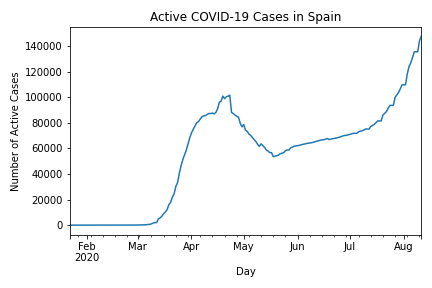 Active COVID-19 Cases in Spain
Number of Active Cases
140000
120000
100000
80000
60000
40000
20000
0
Feb
2020
Mar
Apr
May
Jun
Jul
Aug
Day